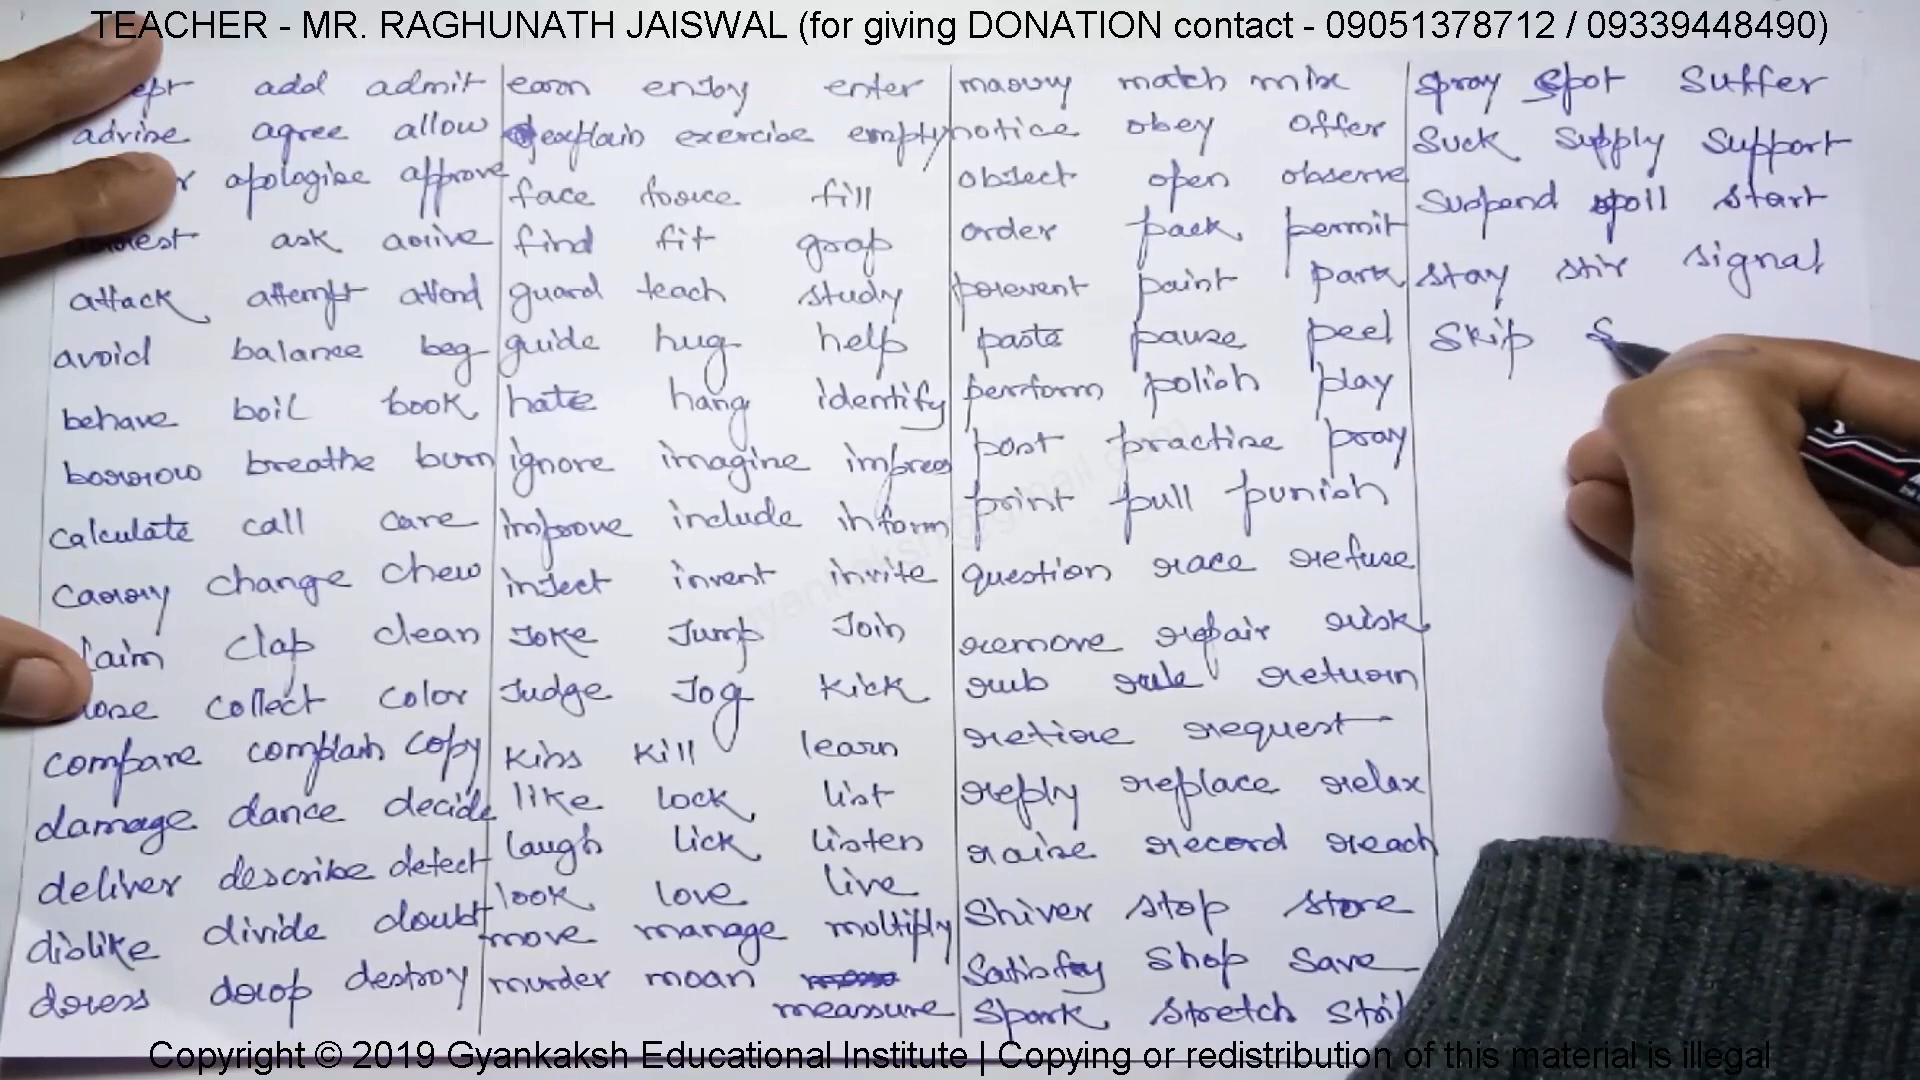 TEACHER - MR. RAGHUNATH JAISWAL (for giving DONATION contact - 09051378712 / 09339448490)
add admit
advise agree allow
apologise approve
ask arrive
attack attempt attend
avoid balance beg
behave boil book
borrow breathe burn
calculate call care
carry change chew
claim clap clean
collect color
compare complain copy
damage dance decide
deliver describe detect
dislike divide doubt
dress drop destroy
earn enjoy enter
explain exercise empty
face force fill
find fit grap
guard teach study
guide hug help
hate hang identify
ignore imagine impress
improve include inform
inject invent invite
Joke Jump Join
Judge Jog kick
kiss kill learn
like lock list
laugh lick listen
look love live
move manage multiply
murder moan
meassure
marry match mix
notice obey offer
object open observe
order pack permit
prevent paint park
paste pause peel
perform polish play
post practise pray
print pull punish
question race refuse
remove repair risk
rub rule return
retire request
reply replace relax
raise record reach
Shiver stop store
Satisfy Shop Save
Spark stretch
spray spot suffer
Suck supply support
Suspend spoil start
stay stir signal
Skip S
Copyright © 2019 Gyankaksh Educational Institute | Copying or redistribution of this material is illegal